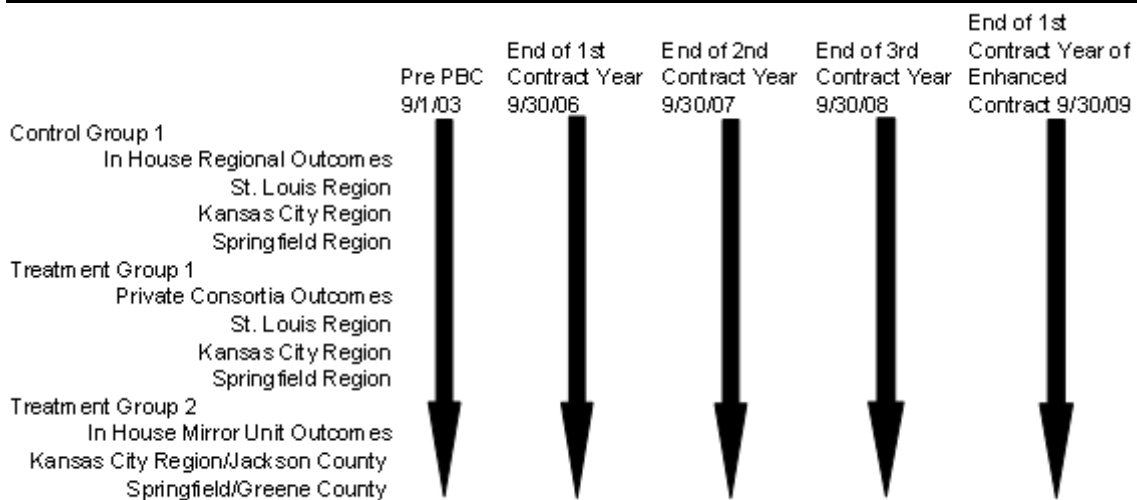 Pre PBC
9/1/03
End of 1st
Contract Year
9/30/06
End of 2nd
Contract Year
9/30/07
End of 3rd
Contract Year
9/30/08
End of 1st
Contract Year of
Enhanced
Contract 9/30/09
Control Group 1
In House Regional Outcomes
St. Louis Region
Kansas City Region
Springfield Region
Treatment Group 1
Private Consortia Outcomes
St. Louis Region
Kansas City Region
Springfield Region
Treatment Group 2
In House Mirror Unit Outcomes
Kansas City Region/Jackson County
Springfield/Greene County